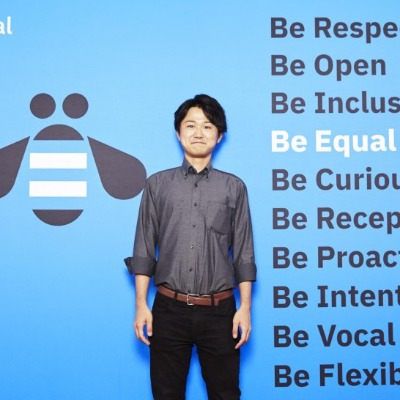 al
Be Respe
Be Open
Be Inclus
Be Equal
Be Curiou
Be Recep
Be Proact
Be Intent
Be Vocal
Be Flexib